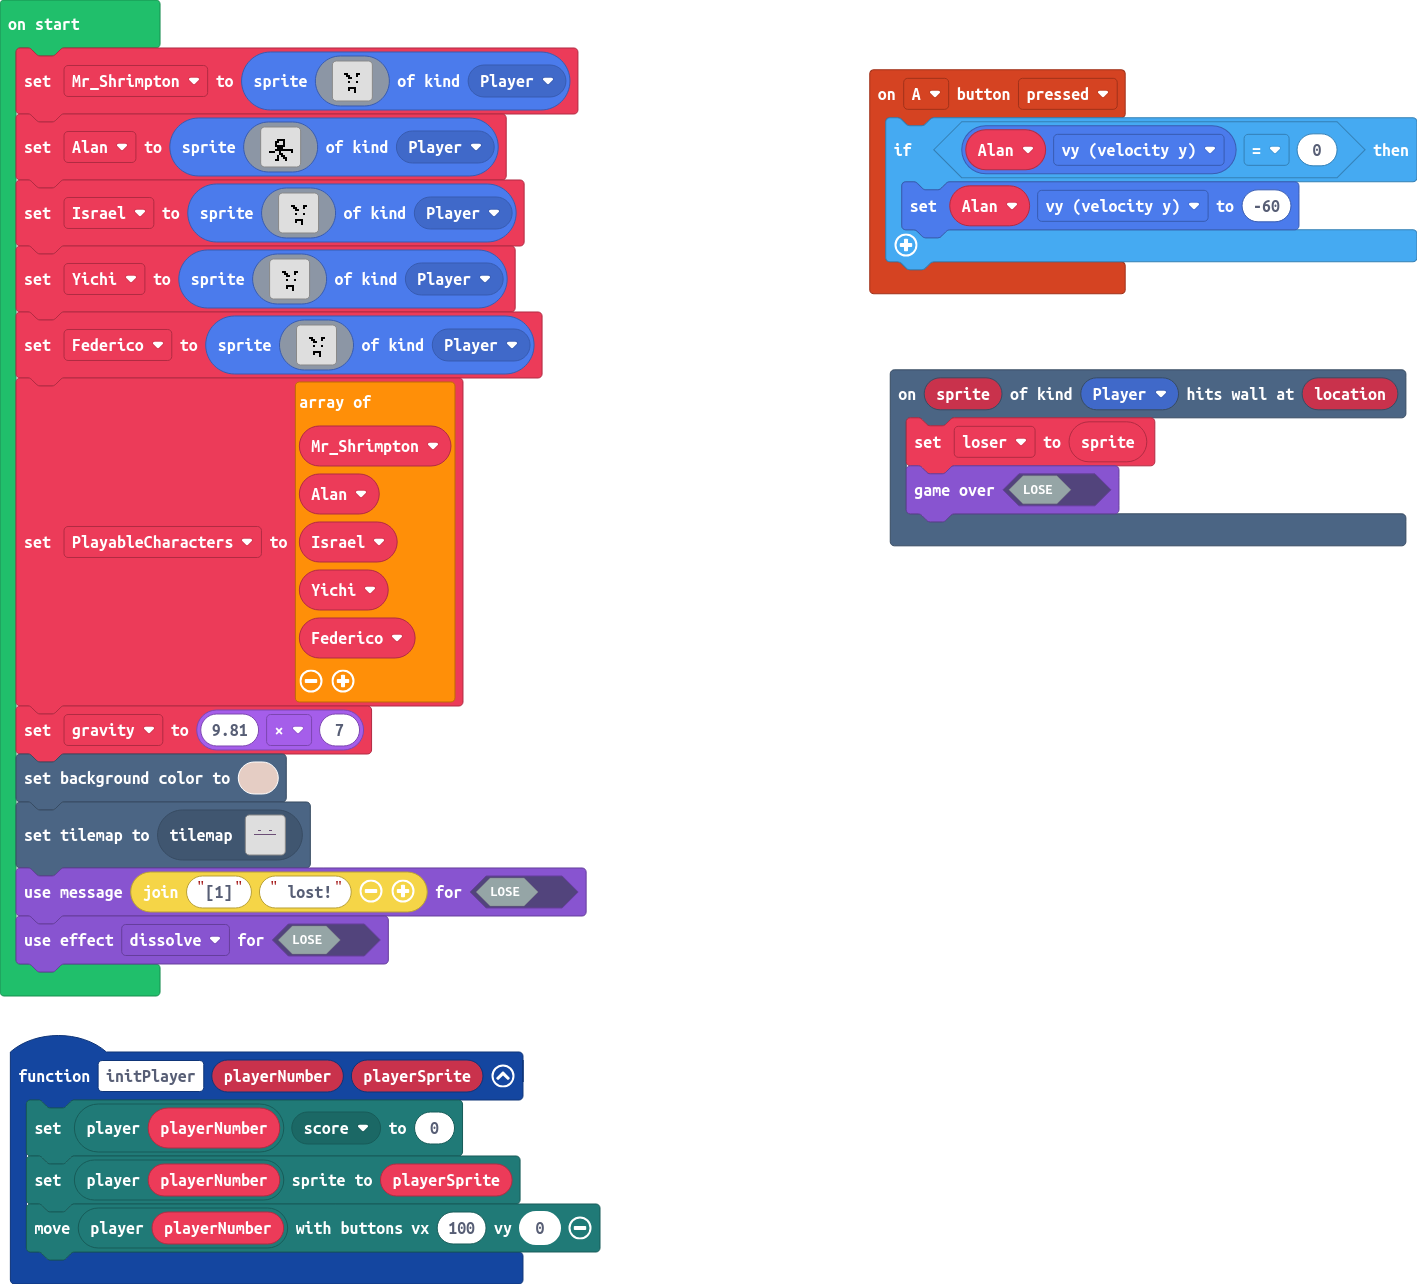 on start
set Mr_Shrimpton to sprite of kind Player
set Alan to sprite of kind Player
set Israel to sprite of kind Player
set Yichi to sprite of kind Player
set Federico to sprite of kind Player
set PlayableCharacters to array of
Mr_Shrimpton
Alan
Israel
Yichi
Federico
set gravity to 9.81 × 7
set background color to
set tilemap to tilemap
use message join "[1]" " lost!" for LOSE
use effect dissolve for LOSE
on A button pressed
if Alan vy (velocity y) = 0 then
set Alan vy (velocity y) to -60
on sprite of kind Player hits wall at location
set loser to sprite
game over LOSE
function initPlayer playerNumber playerSprite
set player playerNumber score to 0
set player playerNumber sprite to playerSprite
move player playerNumber with buttons vx 100 vy 0